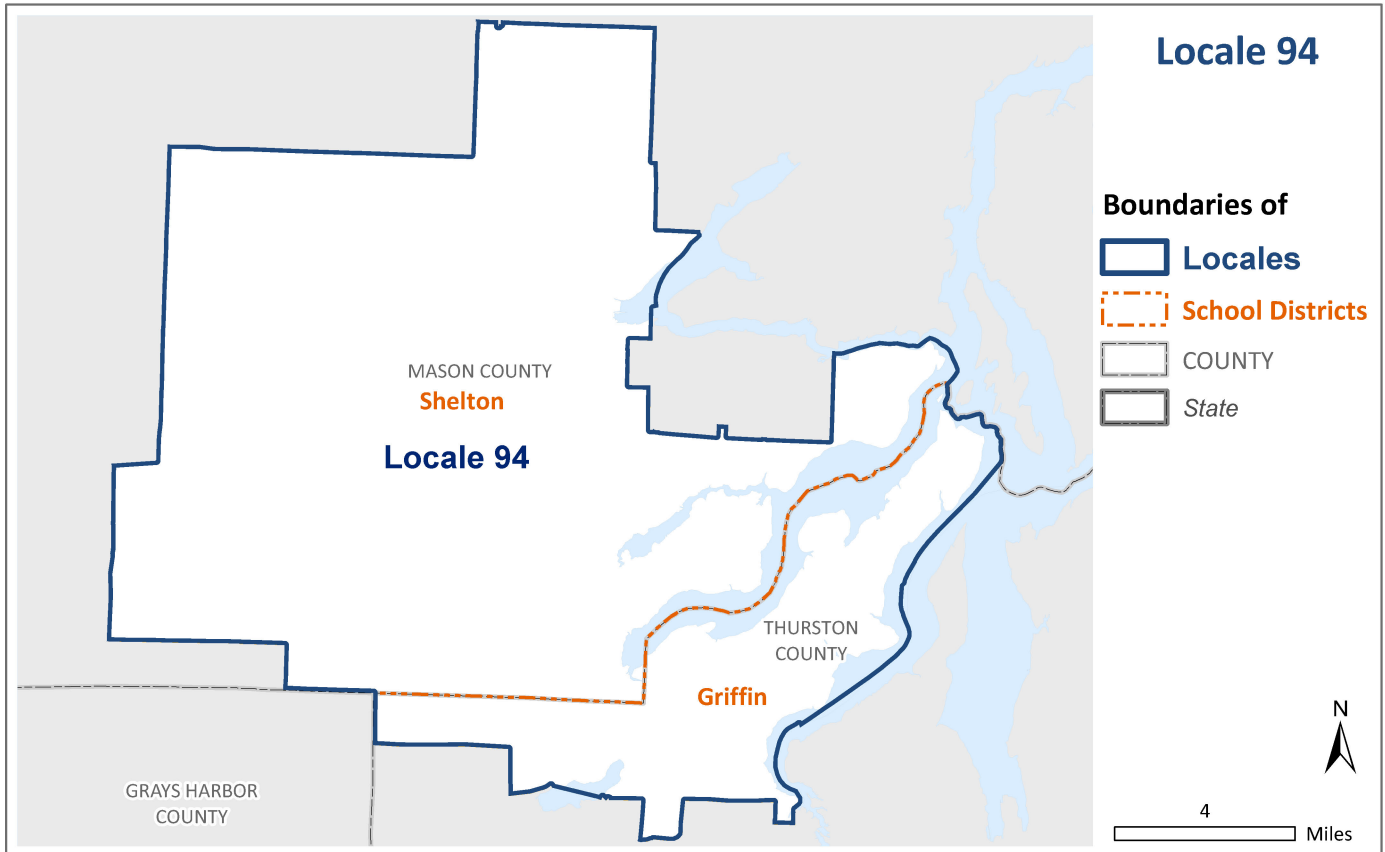 Locale 94
Boundaries of
Locales
School Districts
COUNTY
State
MASON COUNTY
Shelton
Locale 94
THURSTON
COUNTY
Griffin
GRAYS HARBOR
COUNTY
N
4
Miles